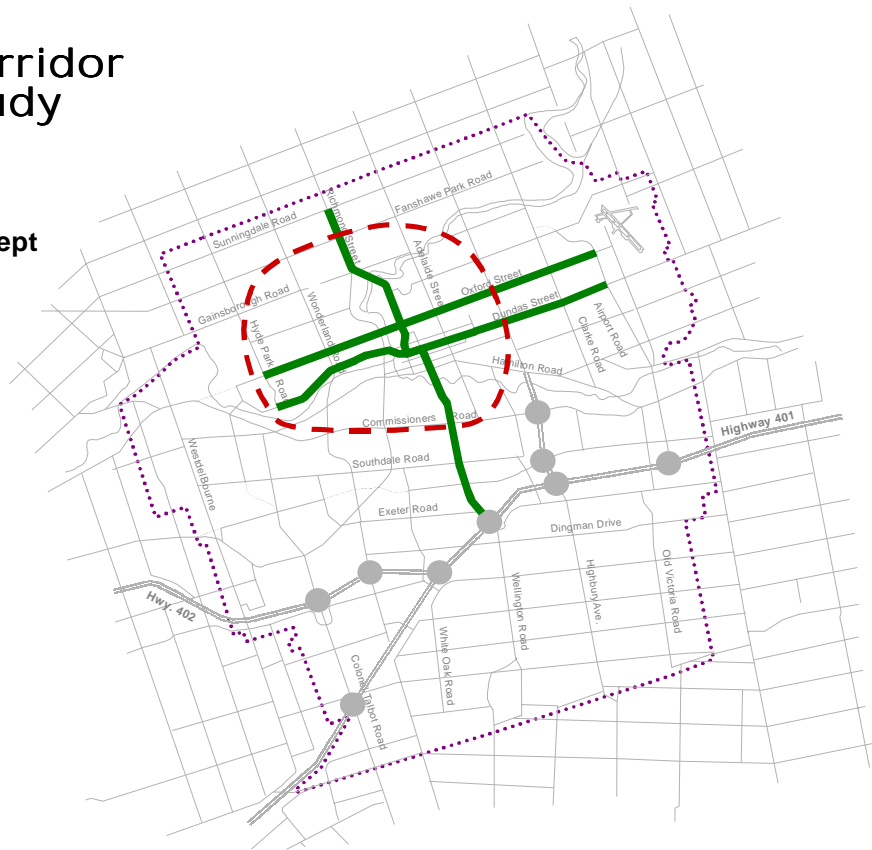 rridor
udy
ept
Sunningdale Road
Richmond Street
Fanshawe Park Road
Adelaide Street
Gainsborough Road
Oxford Street
Dundas Street
Wonderland
Hyde Park Road
Airport Road
Clarke Road
Hamilton Road
Commissioners Road
Highway 401
Southdale Road
Westdel Bourne
Exeter Road
Dingman Drive
Hwy. 402
Wellington Road
Highbury Ave.
Old Victoria Road
White Oak Road
Colonel Talbot Road